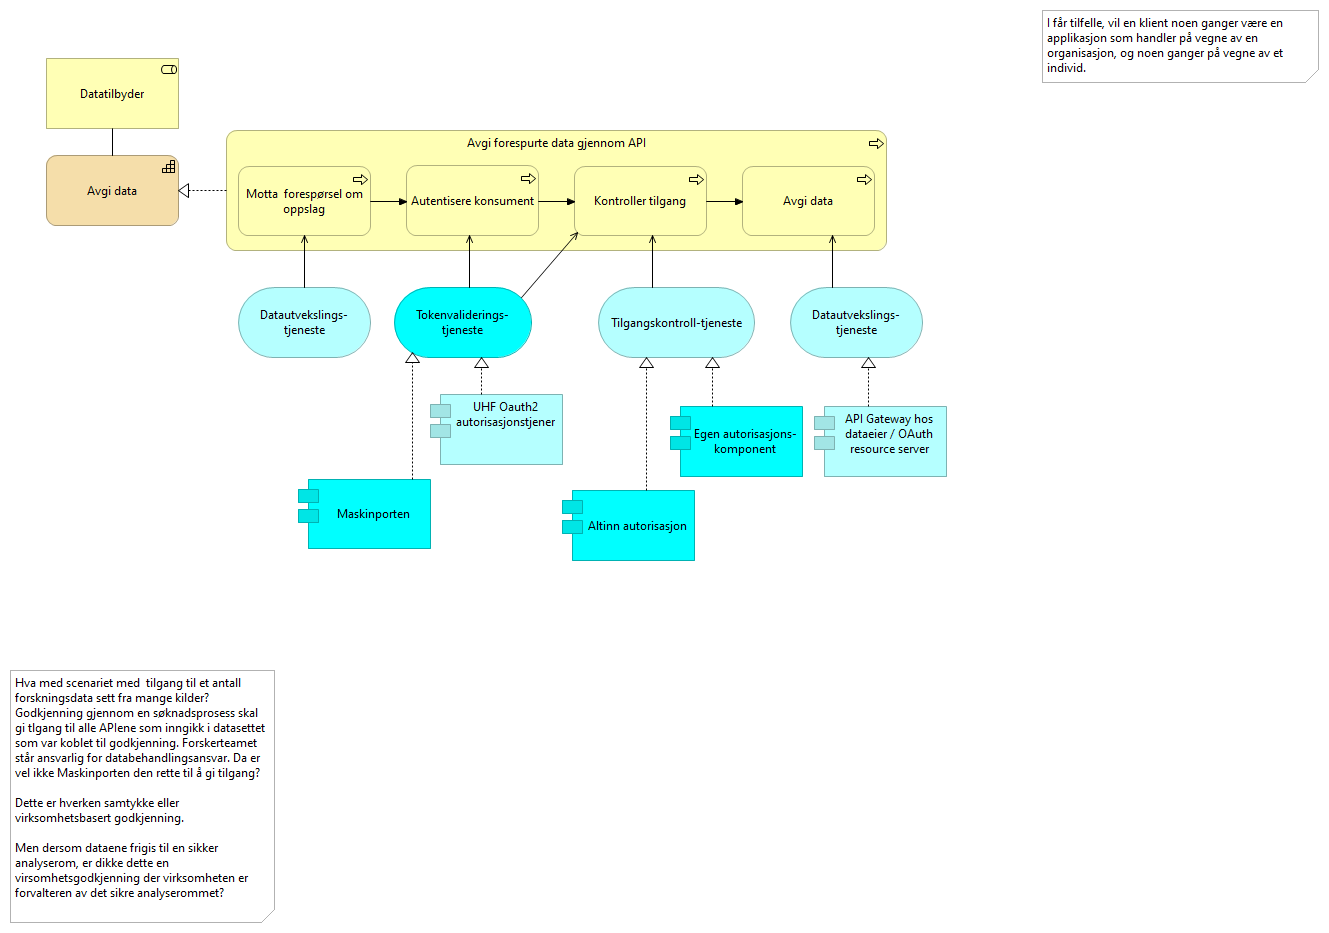 I får tilfelle, vil en klient noen ganger være en
applikasjon som handler på vegne av en
organisasjon, og noen ganger på vegne av et
individ.
Datatilbyder
Avgi data
Avgi forespurte data gjennom API
Motta  forespørsel om
oppslag
Autentisere konsument
Kontroller tilgang
Avgi data
Datautvekslings-
tjeneste
Tokenvaliderings-
tjeneste
Tilgangskontroll-tjeneste
Datautvekslings-
tjeneste
UHF Oauth2
autorisasjonstjener
Egen autorisasjons-
komponent
API Gateway hos
dataeier / OAuth
resource server
Maskinporten
Altinn autorisasjon
Hva med scenariet med  tilgang til et antall
forskningsdata sett fra mange kilder?
Godkjenning gjennom en søknadsprosess skal
gi tlgang til alle APIene som inngikk i datasettet
som var koblet til godkjenning. Forskerteamet
står ansvarlig for databehandlingsansvar. Da er
vel ikke Maskinporten den rette til å gi tilgang?
Dette er hverken samtykke eller
virksomhetsbasert godkjenning.
Men dersom dataene frigis til en sikker
analyserom, er dikke dette en
virsomhetsgodkjenning der virksomheten er
forvalteren av det sikre analyserommet?